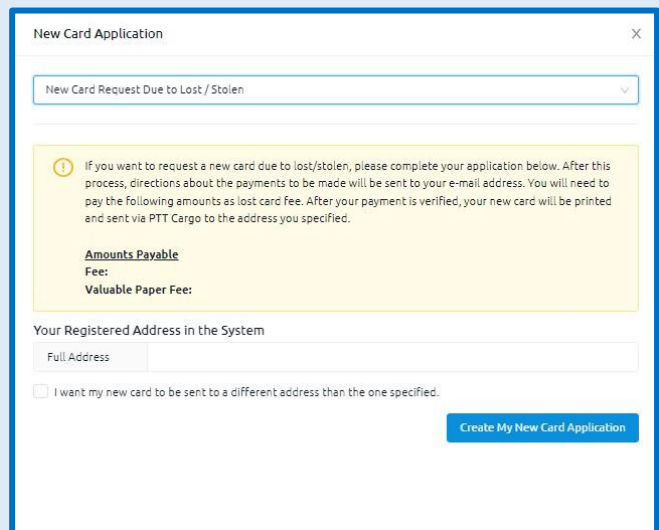 New Card Application
New Card Request Due to Lost / Stolen
If you want to request a new card due to lost/stolen, please complete your application below. After this
process, directions about the payments to be made will be sent to your e-mail address. You will need to
pay the following amounts as lost card fee. After your payment is verified, your new card will be printed
and sent via PTT Cargo to the address you specified.
Amounts Payable
Fee:
Valuable Paper Fee:
Your Registered Address in the System
Full Address
I want my new card to be sent to a different address than the one specified.
Create My New Card Application